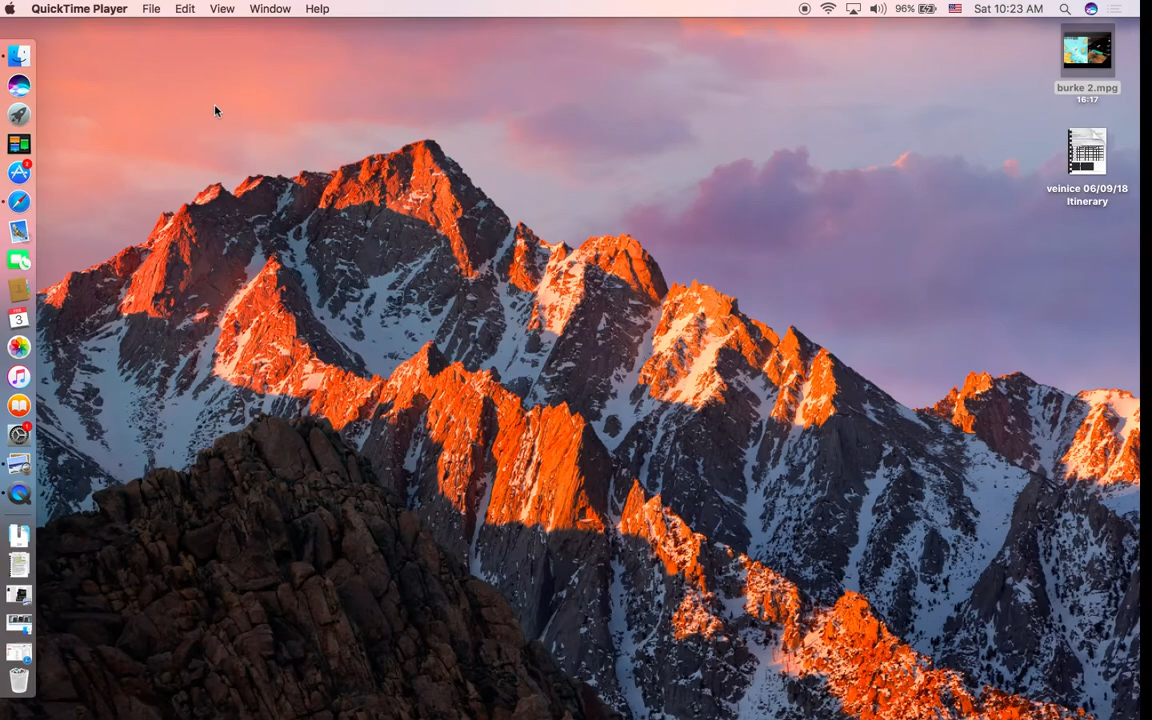 QuickTime Player File Edit View Window Help 96% Sat 10:23 AM
burke 2.mpg
16:17
veinice 06/09/18
Itinerary
3